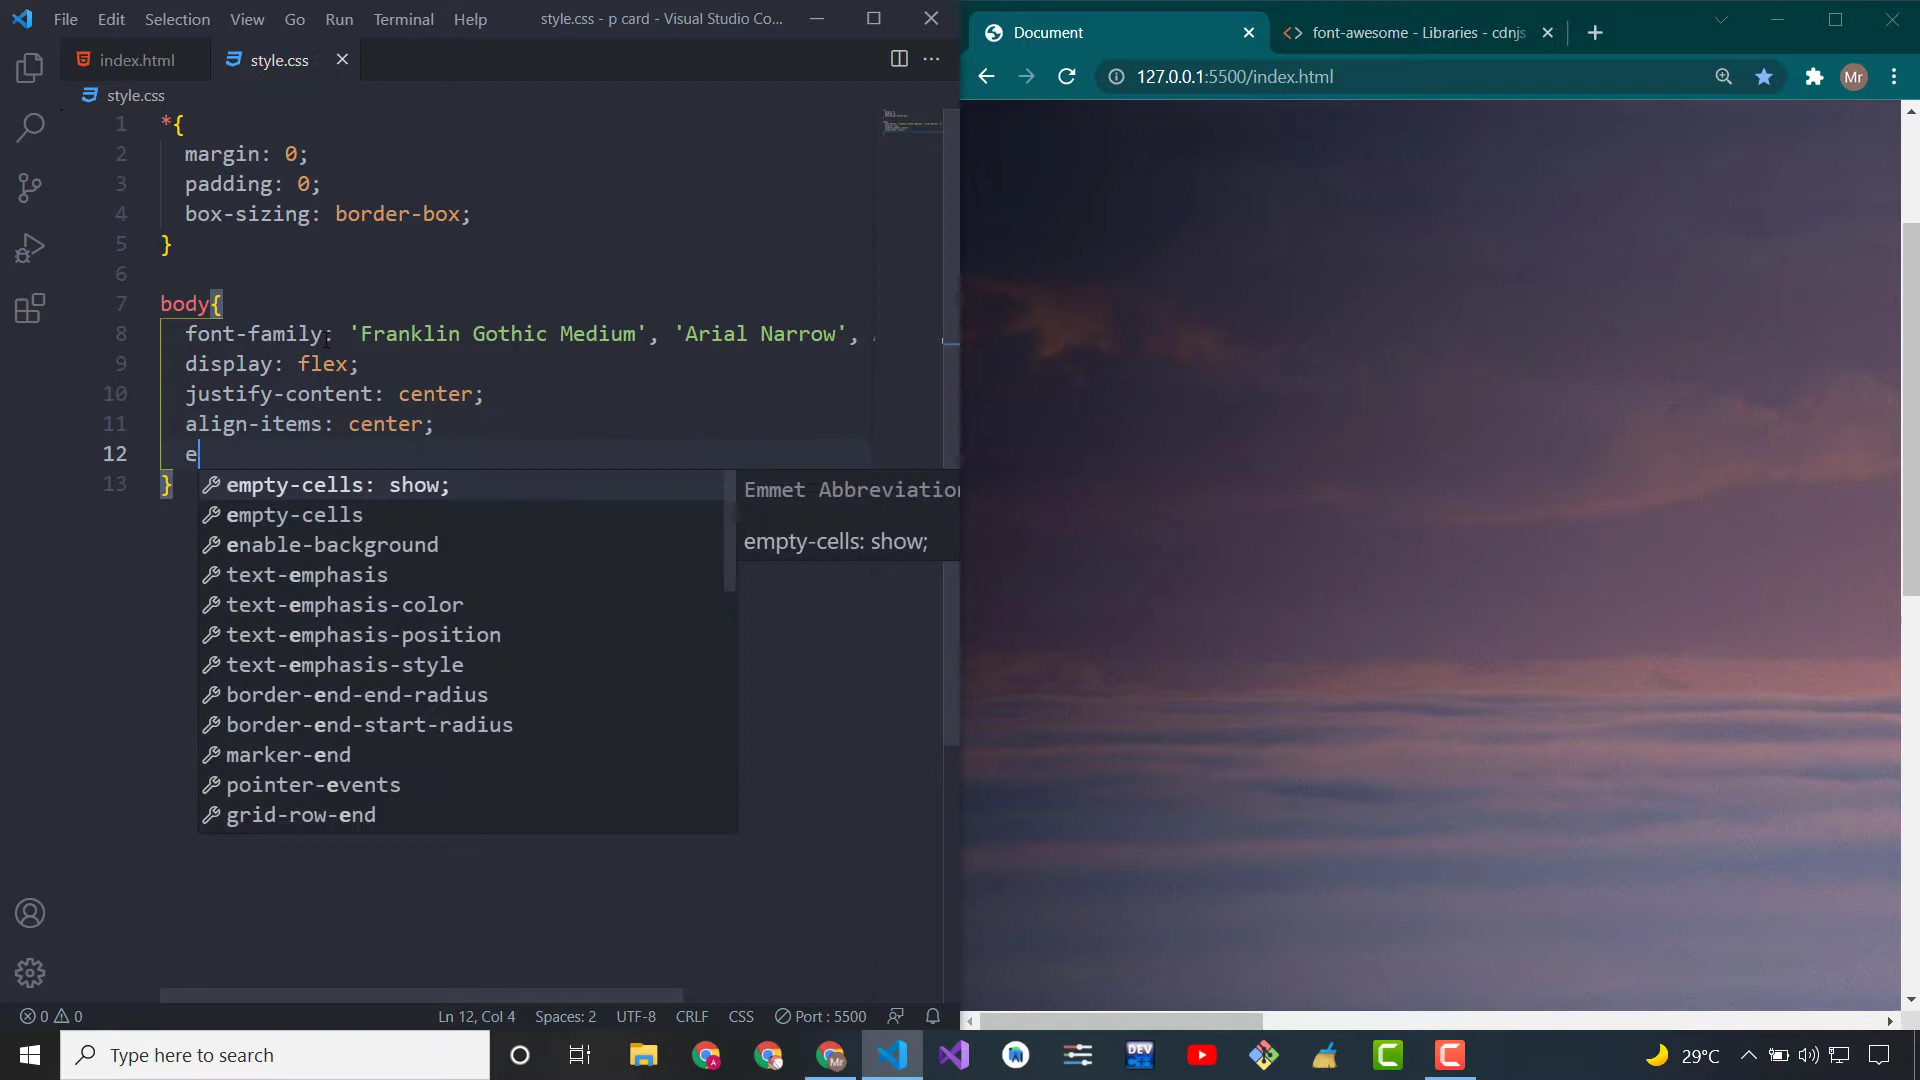 File Edit Selection View Go Run Terminal Help style.css - p card - Visual Studio Co...
index.html style.css
style.css
1 *{
2 margin: 0;
3 padding: 0;
4 box-sizing: border-box;
5 }
6
7 body{
8 font-family: 'Franklin Gothic Medium', 'Arial Narrow',
9 display: flex;
10 justify-content: center;
11 align-items: center;
12 e
13 }
empty-cells: show;
empty-cells
enable-background
text-emphasis
text-emphasis-color
text-emphasis-position
text-emphasis-style
border-end-end-radius
border-end-start-radius
marker-end
pointer-events
grid-row-end
Emmet Abbreviation
empty-cells: show;
0 0 Ln 12, Col 4 Spaces: 2 UTF-8 CRLF CSS Port : 5500
Document font-awesome - Libraries - cdnjs
127.0.0.1:5500/index.html Mr
Type here to search Mr DEV 29°C